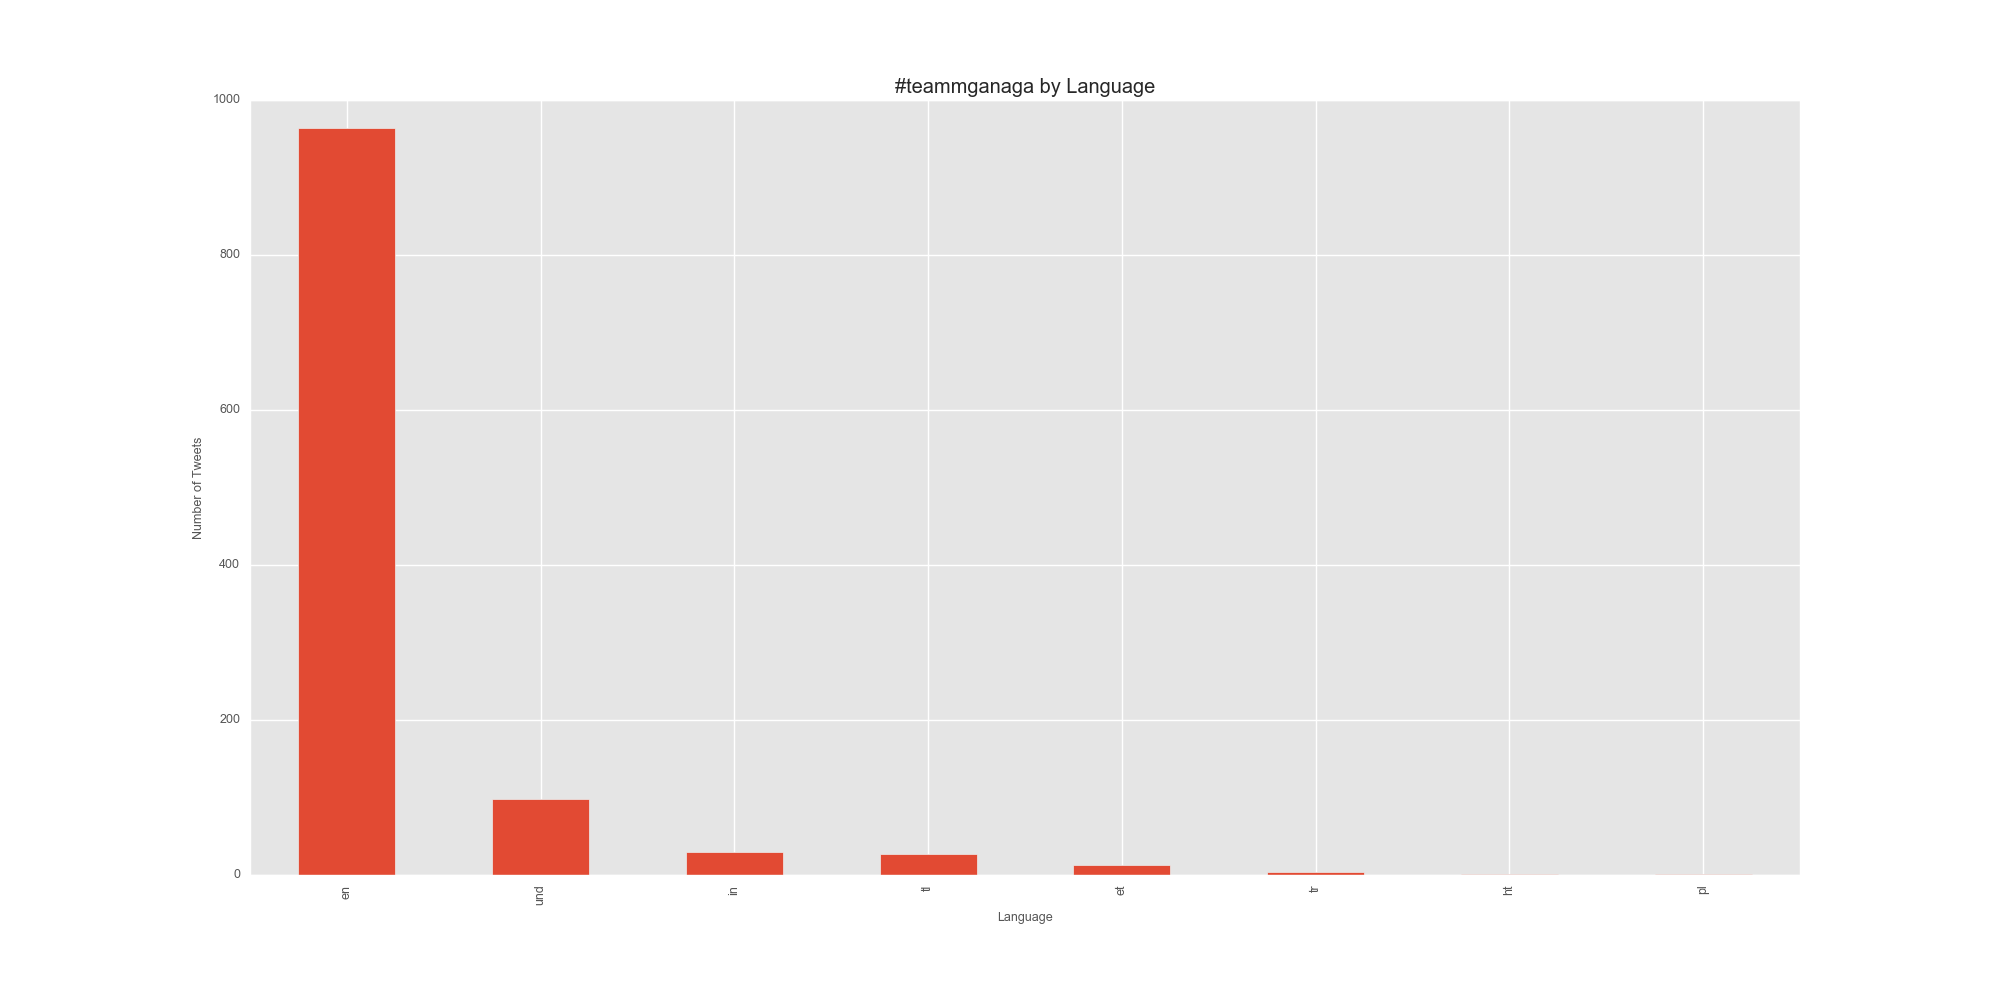 #teammganaga by Language
1000
800
600
400
200
0
Number of Tweets
en
und
in
tl
et
tr
ht
pl
Language